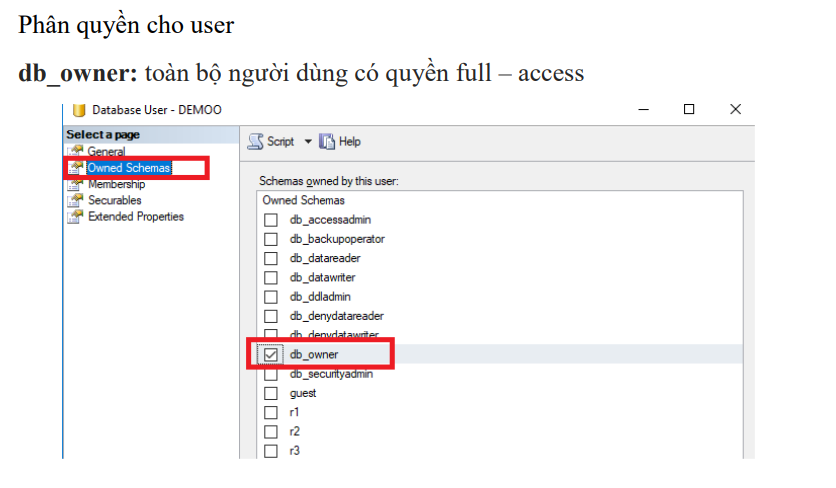 Phân quyền cho user
db_owner: toàn bộ người dùng có quyền full – access
Database User - DEMOO
Select a page
General
Owned Schemas
Membership
Securables
Extended Properties
Script
Help
Schemas owned by this user:
Owned Schemas
db_accessadmin
db_backupoperator
db_datareader
db_datawriter
db_ddladmin
db_denydatareader
db_denydatawriter
db_owner
db_securityadmin
guest
r1
r2
r3